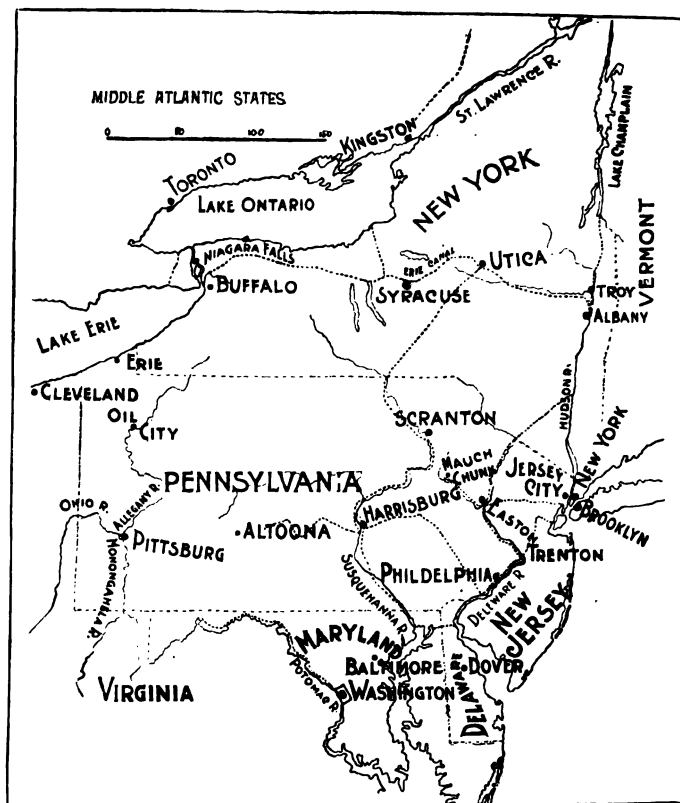 MIDDLE ATLANTIC STATES
0 50 100 150
ST. LAWRENCE R.
KINGSTON
LAKE CHAMPLAIN
TORONTO
LAKE ONTARIO
NEW YORK
VERMONT
NIAGARA FALLS
ERIE CANAL
UTICA
BUFFALO
SYRACUSE
TROY
ALBANY
LAKE ERIE
ERIE
CLEVELAND
HUDSON R.
OIL
CITY
SCRANTON
MAUCH
CHUNK
JERSEY
CITY
NEW YORK
BROOKLYN
PENNSYLVANIA
OHIO R.
ALLEGANY R.
HARRISBURG
EASTON
ALTOONA
PITTSBURG
TRENTON
MONONGAHELA R.
SUSQUEHANNA R.
PHILDELPHIA
DELEWARE R.
NEW
JERSEY
MARYLAND
BALTIMORE
DOVER
VIRGINIA
POTOMAC R.
WASHINGTON
DELAWARE